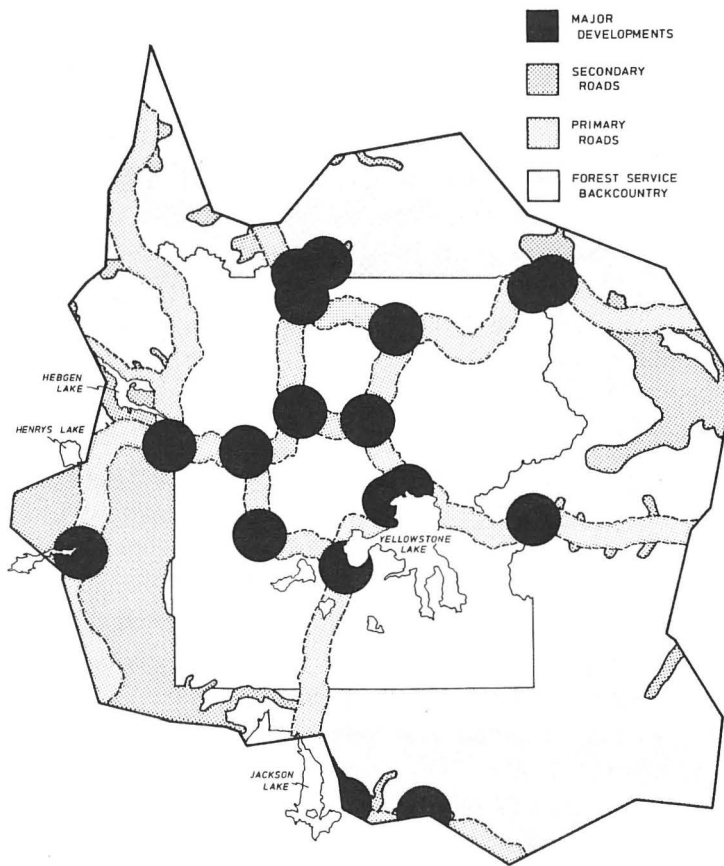 MAJOR
DEVELOPMENTS
SECONDARY
ROADS
PRIMARY
ROADS
FOREST SERVICE
BACKCOUNTRY
HEBGEN
LAKE
HENRYS LAKE
YELLOWSTONE
LAKE
JACKSON
LAKE